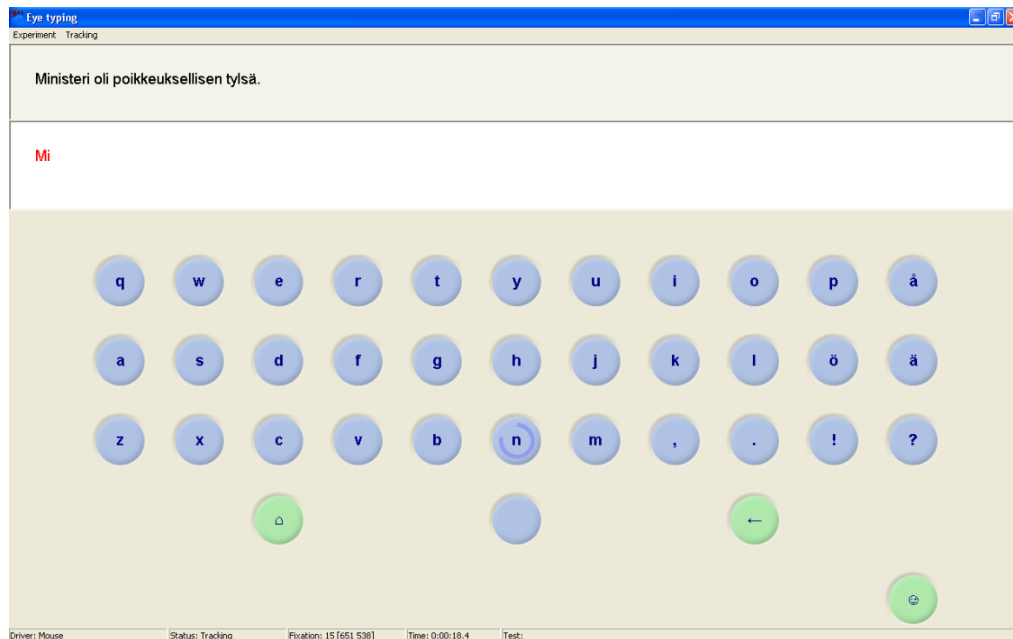 Eye typing
Experiment Tracking
Ministeri oli poikkeuksellisen tylsä.
Mi
q w e r t y u i o p å
a s d f g h j k l ö ä
z x c v b n m , . ! ?
⌂ ←
☺
Driver: Mouse Status: Tracking Fixation: 15 [651 538] Time: 0:00:18.4 Test: